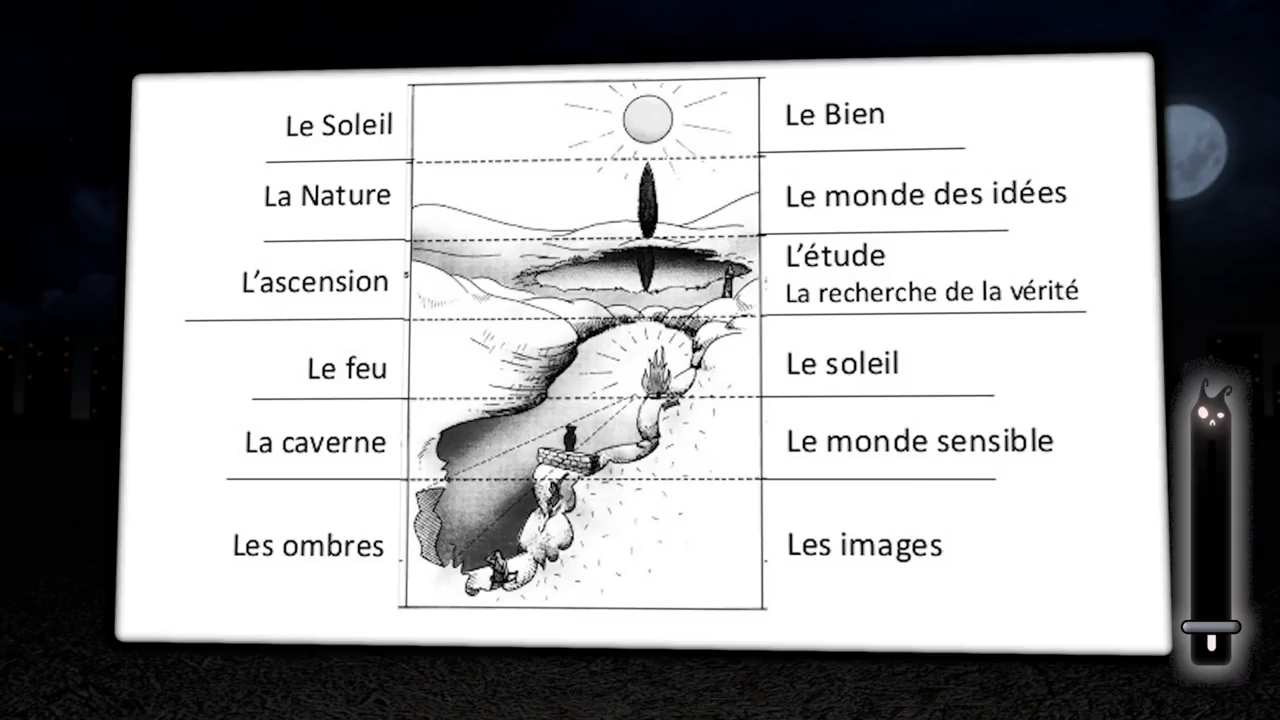 Le Soleil
Le Bien
La Nature
Le monde des idées
L'ascension
L'étude
La recherche de la vérité
Le feu
Le soleil
La caverne
Le monde sensible
Les ombres
Les images